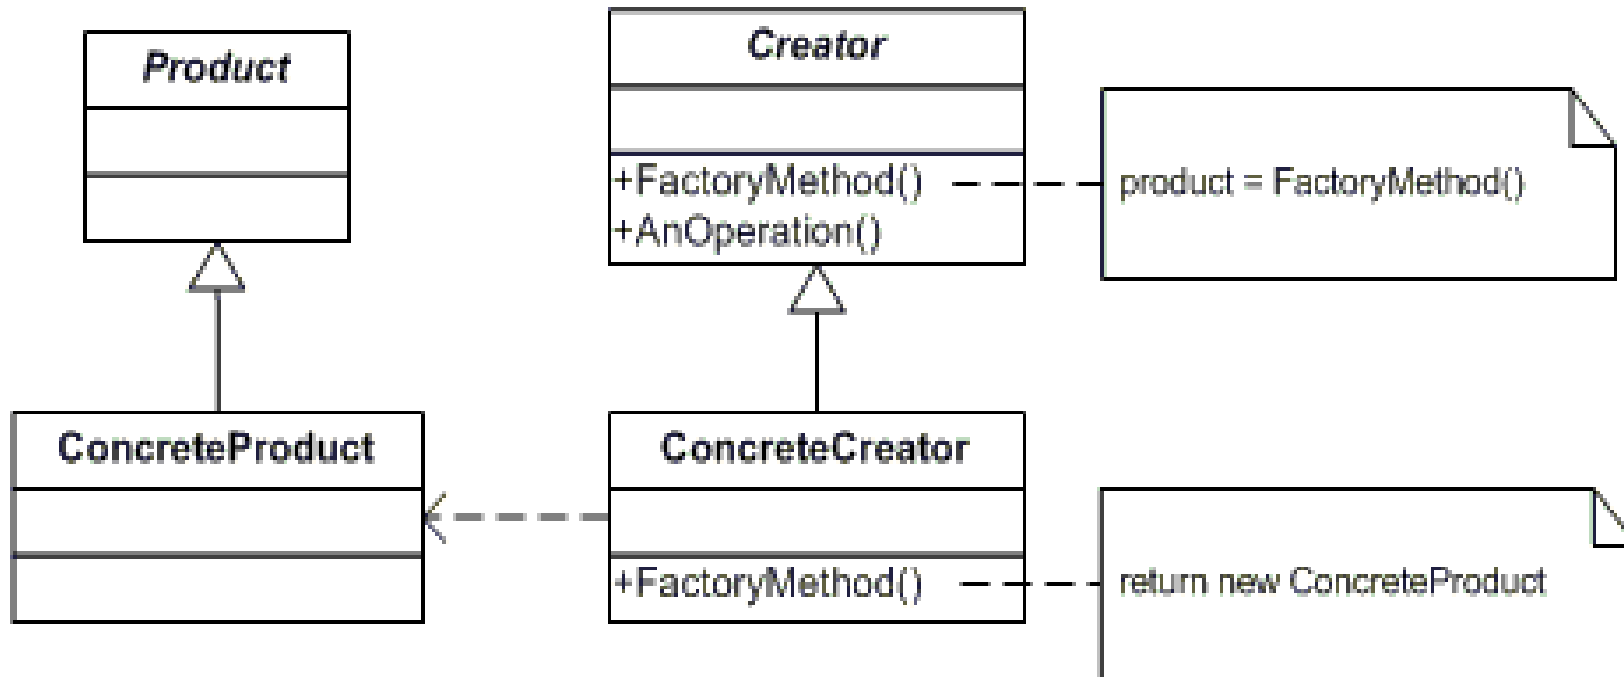 Product
Creator
+FactoryMethod()
+AnOperation()
product = FactoryMethod()
ConcreteProduct
ConcreteCreator
+FactoryMethod()
return new ConcreteProduct